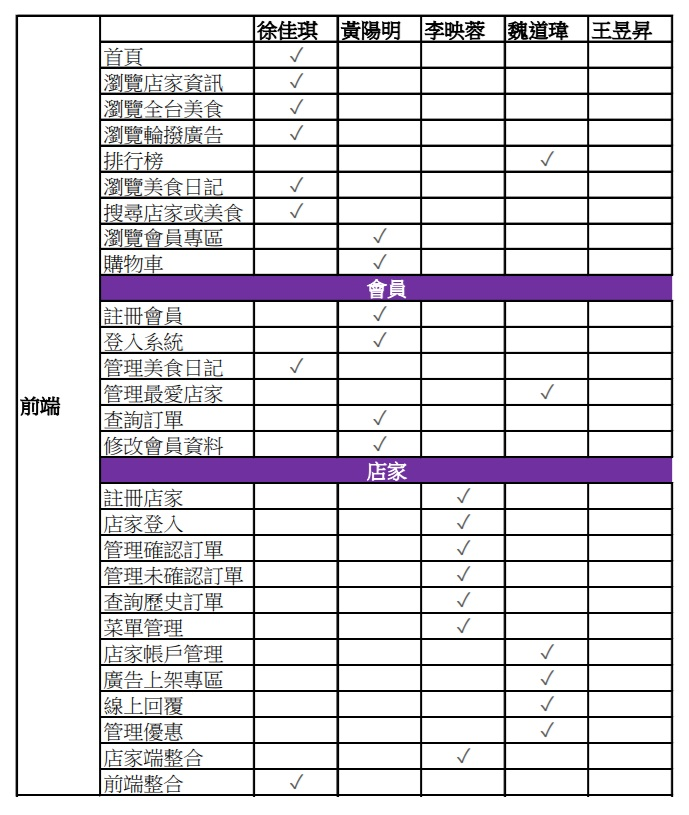 徐佳琪 黃陽明 李映蓉 魏道瑋 王昱昇
首頁 ✓
瀏覽店家資訊 ✓
瀏覽全台美食 ✓
瀏覽輪撥廣告 ✓
排行榜 ✓
瀏覽美食日記 ✓
搜尋店家或美食 ✓
瀏覽會員專區 ✓
購物車 ✓
會員
註冊會員 ✓
登入系統 ✓
管理美食日記 ✓
管理最愛店家 ✓
前端
查詢訂單 ✓
修改會員資料 ✓
店家
註冊店家 ✓
店家登入 ✓
管理確認訂單 ✓
管理未確認訂單 ✓
查詢歷史訂單 ✓
菜單管理 ✓
店家帳戶管理 ✓
廣告上架專區 ✓
線上回覆 ✓
管理優惠 ✓
店家端整合 ✓
前端整合 ✓